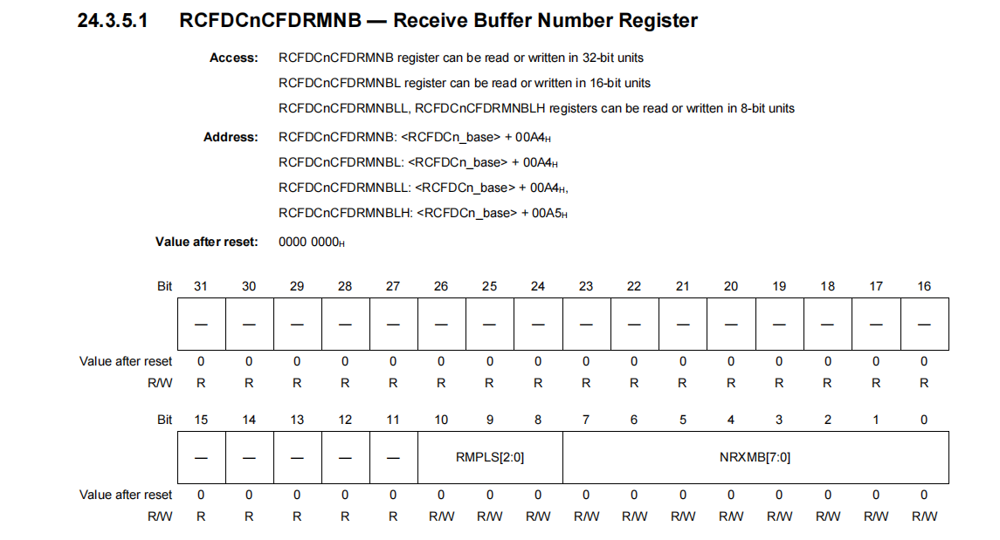 24.3.5.1 RCFDCnCFDRMNB — Receive Buffer Number Register
Access: RCFDCnCFDRMNB register can be read or written in 32-bit units
RCFDCnCFDRMNBL register can be read or written in 16-bit units
RCFDCnCFDRMNBLL, RCFDCnCFDRMNBLH registers can be read or written in 8-bit units
Address: RCFDCnCFDRMNB: <RCFDCn_base> + 00A4H
RCFDCnCFDRMNBL: <RCFDCn_base> + 00A4H
RCFDCnCFDRMNBLL: <RCFDCn_base> + 00A4H,
RCFDCnCFDRMNBLH: <RCFDCn_base> + 00A5H
Value after reset: 0000 0000H
Bit 31 30 29 28 27 26 25 24 23 22 21 20 19 18 17 16
— — — — — — — — — — — — — — — —
Value after reset 0 0 0 0 0 0 0 0 0 0 0 0 0 0 0 0
R/W R R R R R R R R R R R R R R R R
Bit 15 14 13 12 11 10 9 8 7 6 5 4 3 2 1 0
— — — — — RMPLS[2:0] NRXMB[7:0]
Value after reset 0 0 0 0 0 0 0 0 0 0 0 0 0 0 0 0
R/W R R R R R R/W R/W R/W R/W R/W R/W R/W R/W R/W R/W R/W